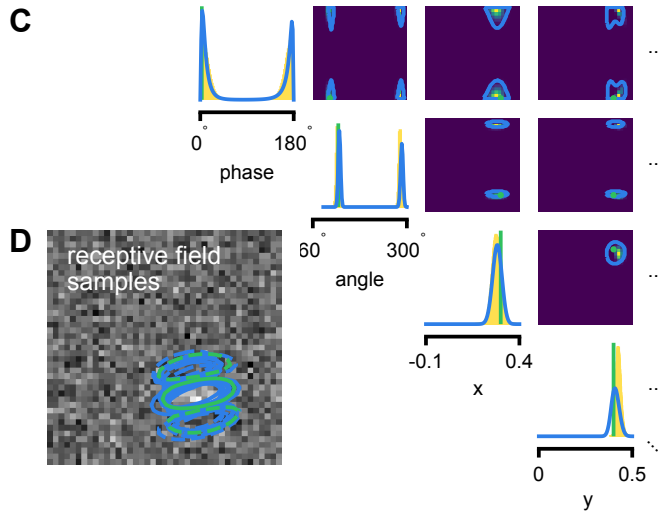 C
..
0° 180°
phase
..
60° 300°
angle
D
receptive field
samples
..
-0.1 0.4
x
..
0 0.5
y